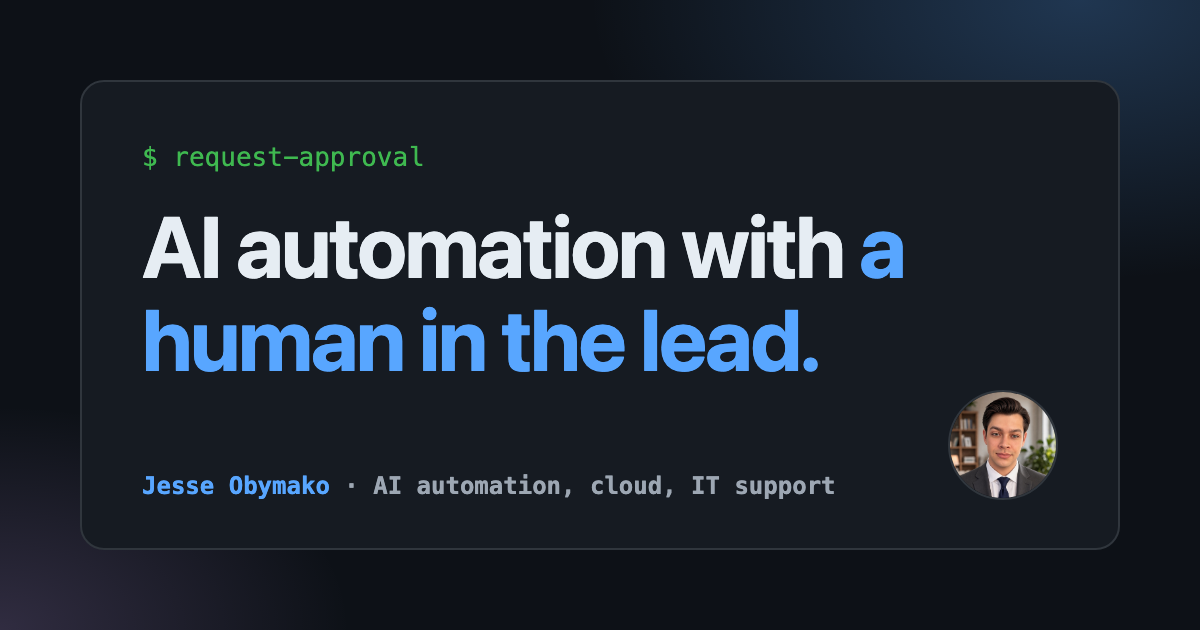 $ request-approval
AI automation with a
human in the lead.
Jesse Obymako · AI automation, cloud, IT support